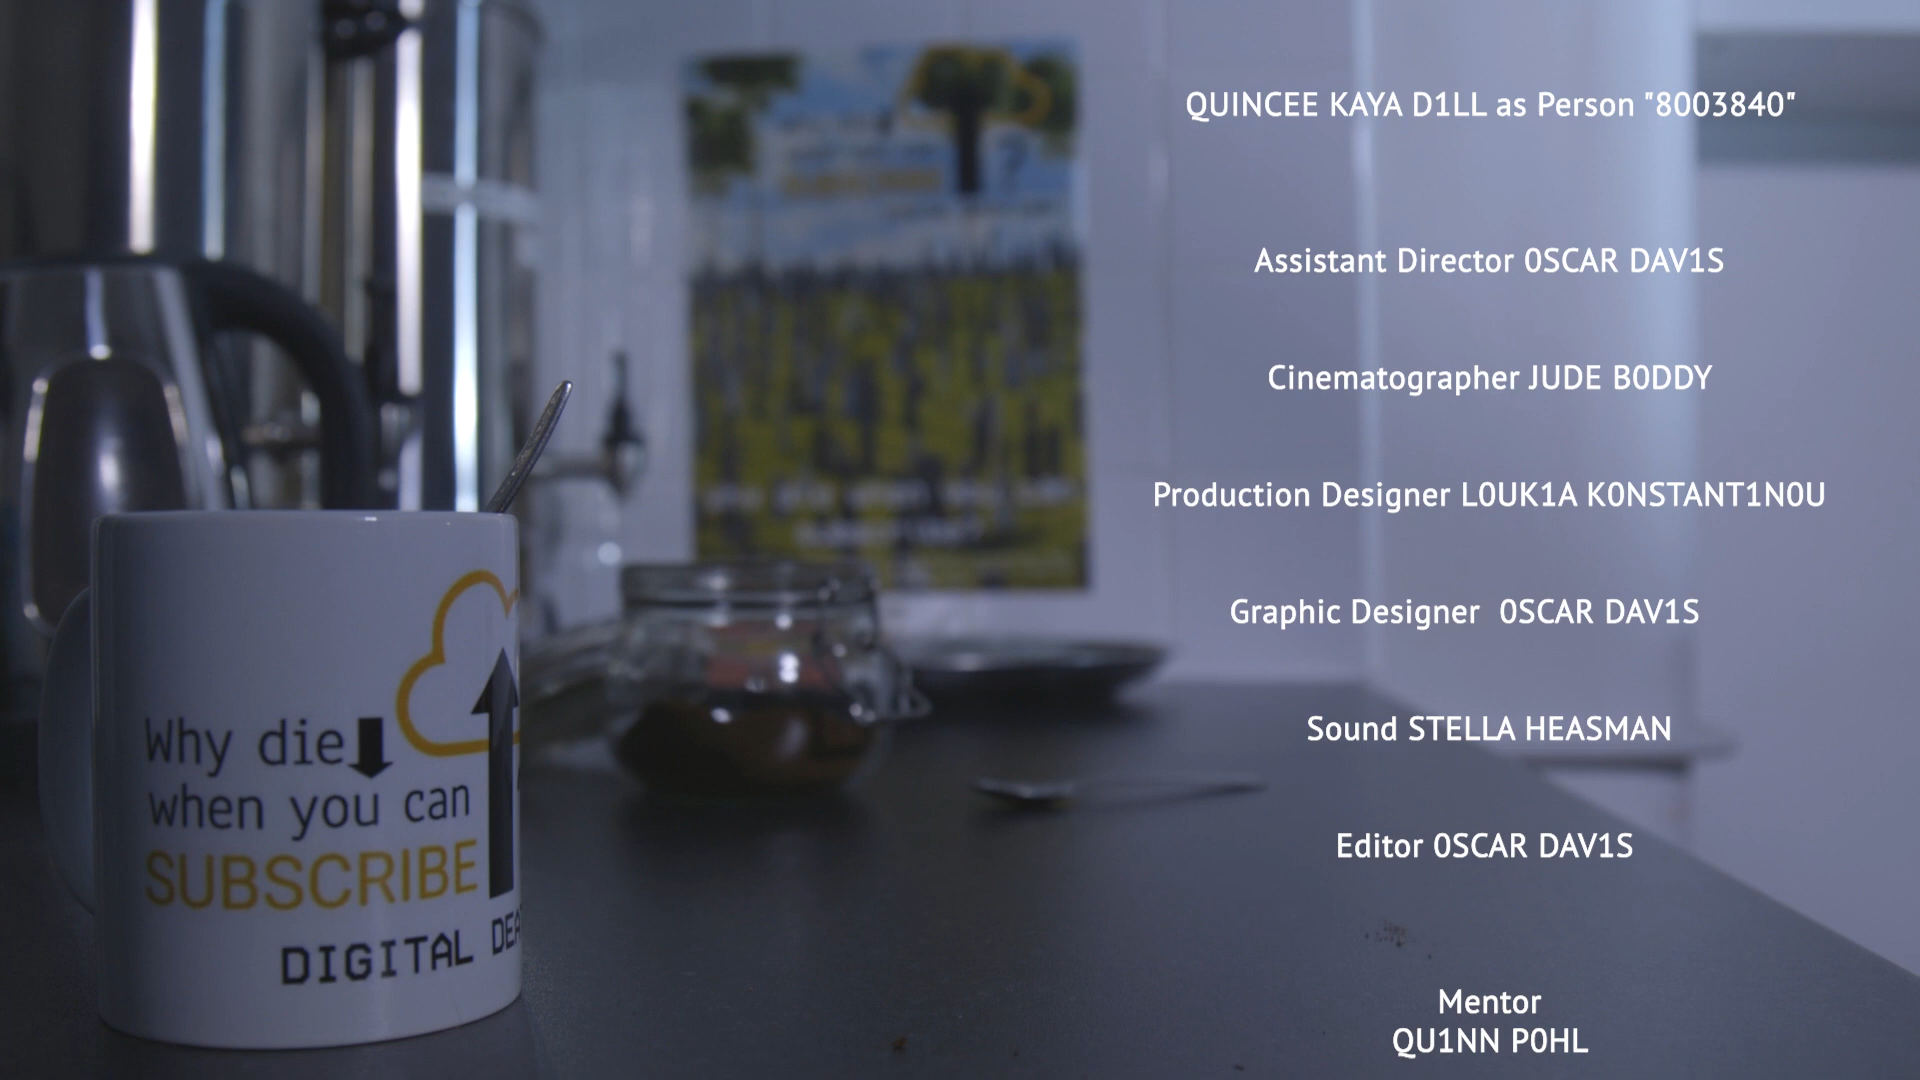 QUINCEE KAYA D1LL as Person "8003840"
Assistant Director 0SCAR DAV1S
Cinematographer JUDE B0DDY
Production Designer L0UK1A K0NSTANT1N0U
Graphic Designer 0SCAR DAV1S
Sound STELLA HEASMAN
Editor 0SCAR DAV1S
Mentor
QU1NN P0HL
Why die
when you can
SUBSCRIBE
DIGITAL